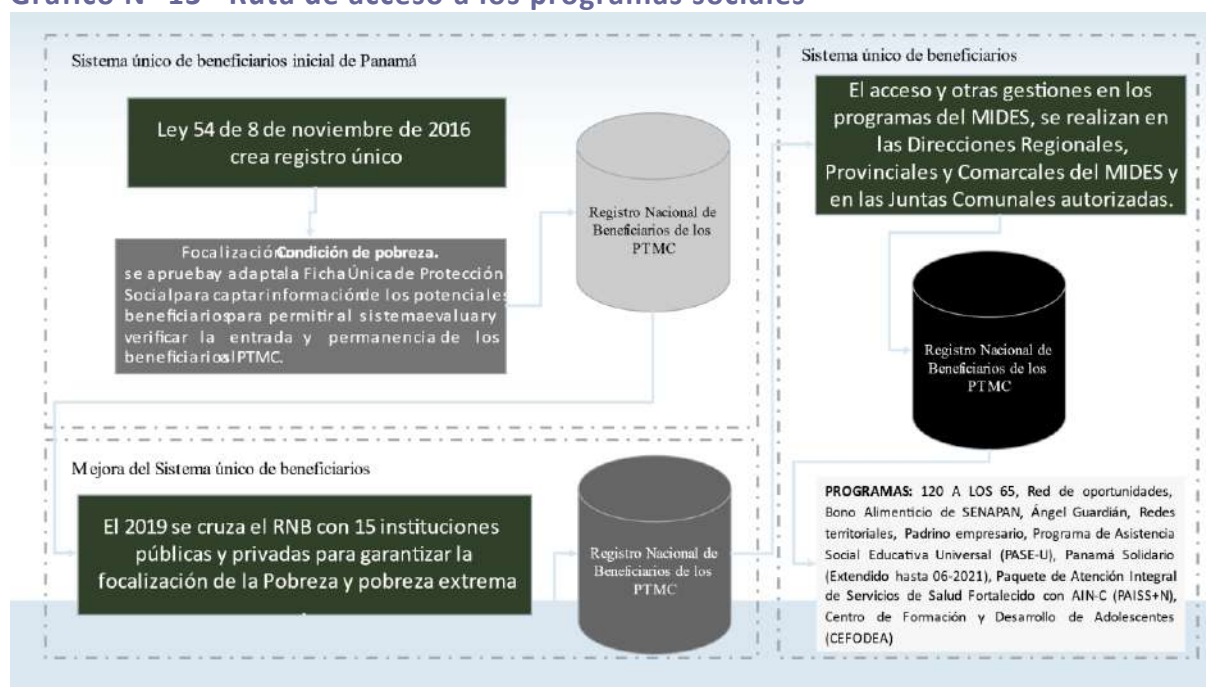 Gráfico N° 13 - Ruta de acceso a los programas sociales
Sistema único de beneficiarios inicial de Panamá
Ley 54 de 8 de noviembre de 2016
crea registro único
Focalización Condición de pobreza.
se aprueba y adapta la Ficha Única de Protección
Social para captar información de los potenciales
beneficiarios para permitir al sistema evaluar y
verificar la entrada y permanencia de los
beneficiarios al PTMC.
Registro Nacional de
Beneficiarios de los
PTMC
Mejora del Sistema único de beneficiarios
El 2019 se cruza el RNB con 15 instituciones
públicas y privadas para garantizar la
focalización de la Pobreza y pobreza extrema
.
Registro Nacional de
Beneficiarios de los
PTMC
Sistema único de beneficiarios
El acceso y otras gestiones en los
programas del MIDES, se realizan en
las Direcciones Regionales,
Provinciales y Comarcales del MIDES y
en las Juntas Comunales autorizadas.
Registro Nacional de
Beneficiarios de los
PTMC
PROGRAMAS: 120 A LOS 65, Red de oportunidades,
Bono Alimenticio de SENAPAN, Ángel Guardián, Redes
territoriales, Padrino empresario, Programa de Asistencia
Social Educativa Universal (PASE-U), Panamá Solidario
(Extendido hasta 06-2021), Paquete de Atención Integral
de Servicios de Salud Fortalecido con AIN-C (PAISS+N),
Centro de Formación y Desarrollo de Adolescentes
(CEFODEA)